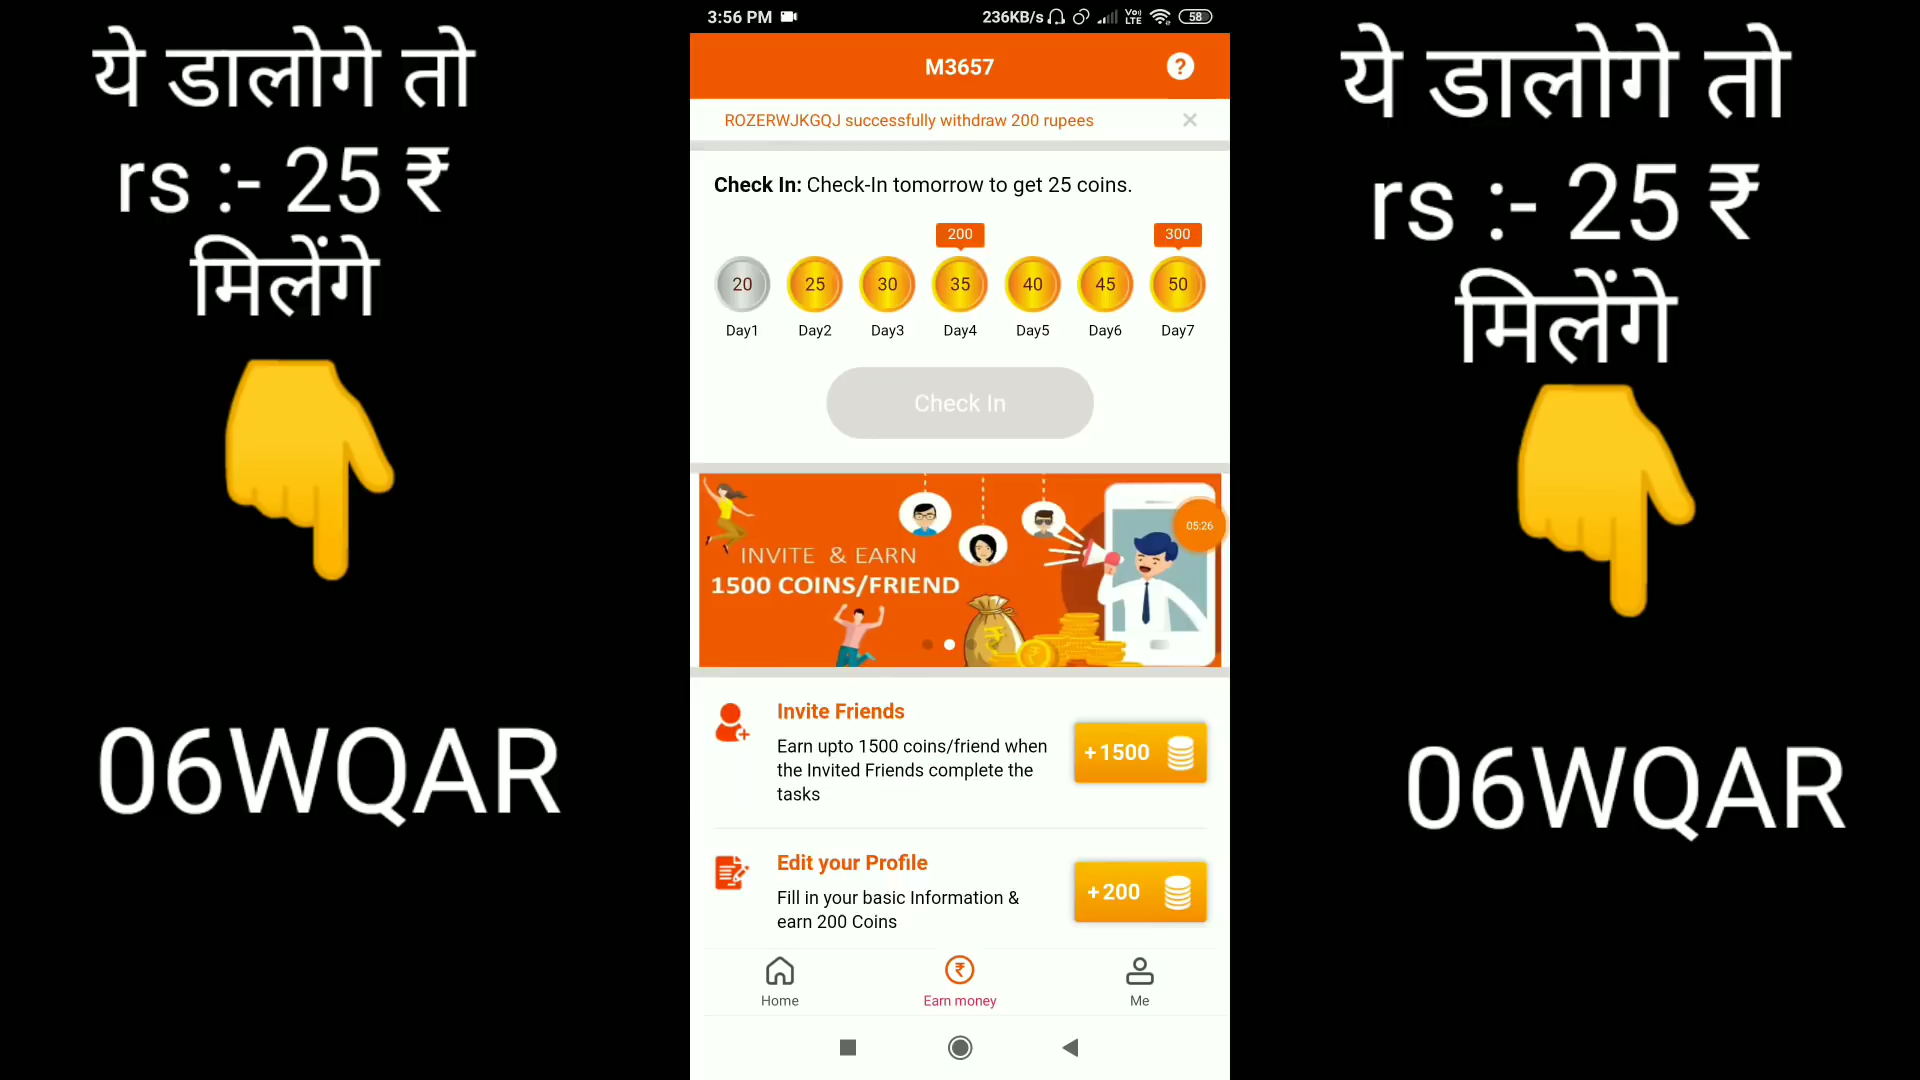 ये डालोगे तो
rs :- 25 ₹
मिलेंगे
06WQAR
3:56 PM
236KB/s
Vo)) LTE
58
M3657
?
ROZERWJKGQJ successfully withdraw 200 rupees
Check In: Check-In tomorrow to get 25 coins.
200
300
20 25 30 35 40 45 50
Day1 Day2 Day3 Day4 Day5 Day6 Day7
Check In
INVITE & EARN
1500 COINS/FRIEND
05:26
Invite Friends
Earn upto 1500 coins/friend when
the Invited Friends complete the
tasks
+1500
Edit your Profile
Fill in your basic Information &
earn 200 Coins
+200
Home
Earn money
Me
ये डालोगे तो
rs :- 25 ₹
मिलेंगे
06WQAR